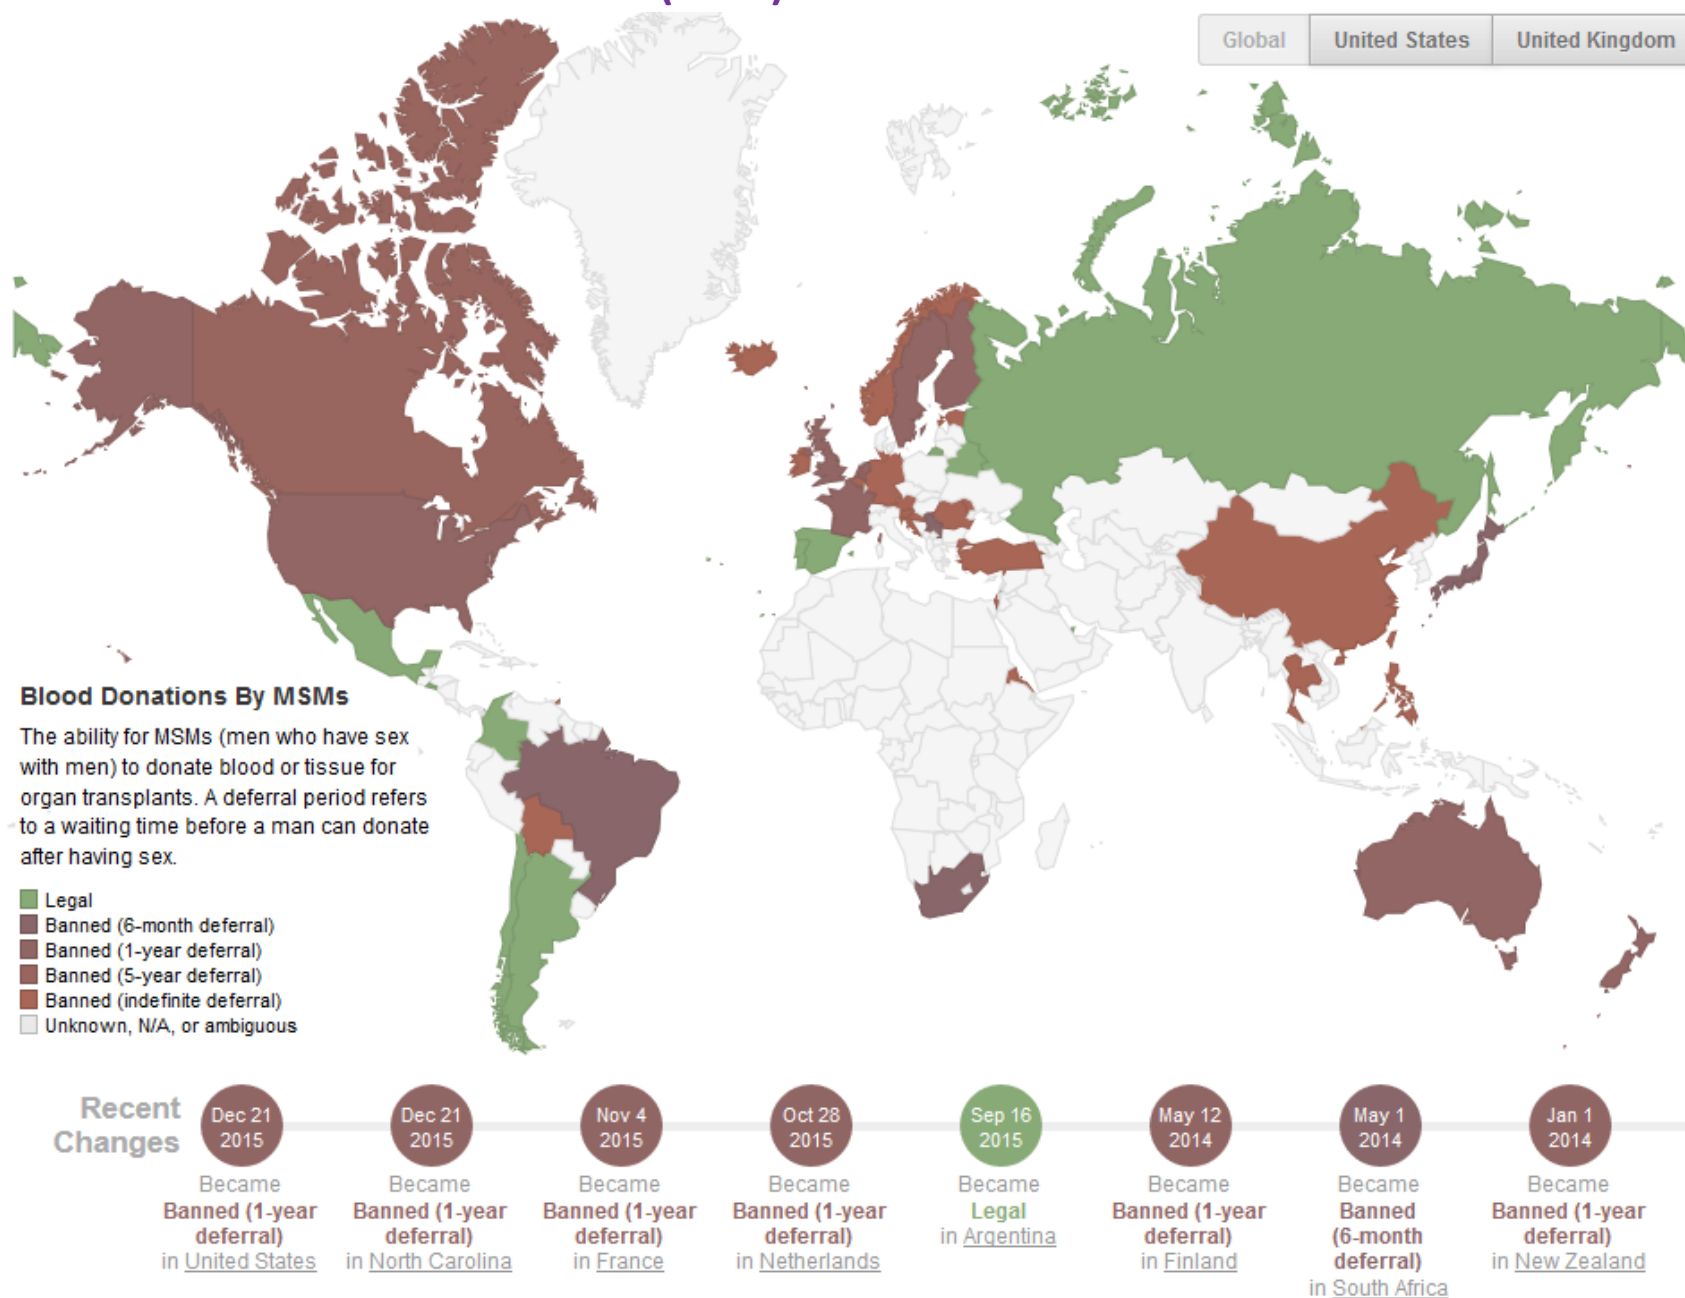 Global United States United Kingdom
Blood Donations By MSMs
The ability for MSMs (men who have sex
with men) to donate blood or tissue for
organ transplants. A deferral period refers
to a waiting time before a man can donate
after having sex.
Legal
Banned (6-month deferral)
Banned (1-year deferral)
Banned (5-year deferral)
Banned (indefinite deferral)
Unknown, N/A, or ambiguous
Recent
Changes
Dec 21
2015
Became
Banned (1-year
deferral)
in United States
Dec 21
2015
Became
Banned (1-year
deferral)
in North Carolina
Nov 4
2015
Became
Banned (1-year
deferral)
in France
Oct 28
2015
Became
Banned (1-year
deferral)
in Netherlands
Sep 16
2015
Became
Legal
in Argentina
May 12
2014
Became
Banned (1-year
deferral)
in Finland
May 1
2014
Became
Banned
(6-month
deferral)
in South Africa
Jan 1
2014
Became
Banned (1-year
deferral)
in New Zealand